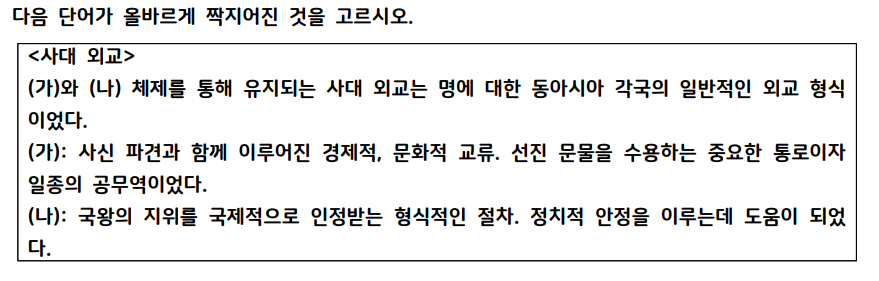 다음 단어가 올바르게 짝지어진 것을 고르시오.
<사대 외교>
(가)와 (나) 체제를 통해 유지되는 사대 외교는 명에 대한 동아시아 각국의 일반적인 외교 형식
이었다.
(가): 사신 파견과 함께 이루어진 경제적, 문화적 교류. 선진 문물을 수용하는 중요한 통로이자
일종의 공무역이었다.
(나): 국왕의 지위를 국제적으로 인정받는 형식적인 절차. 정치적 안정을 이루는데 도움이 되었
다.